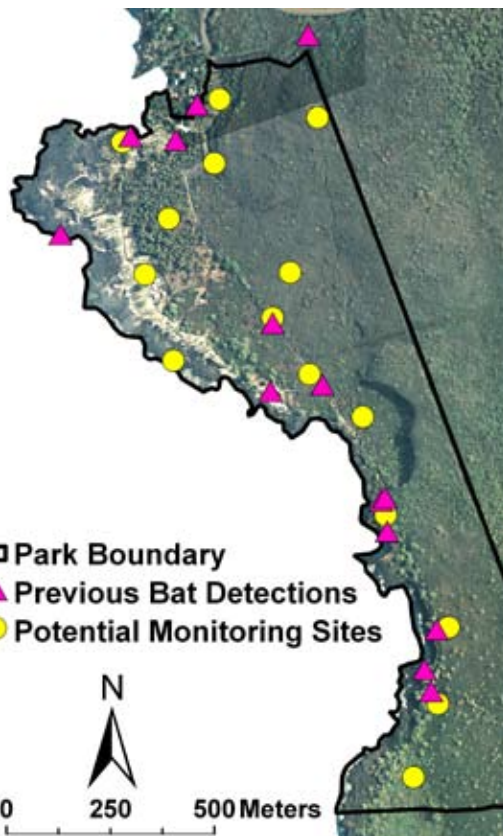 Park Boundary
Previous Bat Detections
Potential Monitoring Sites
N
0 250 500 Meters